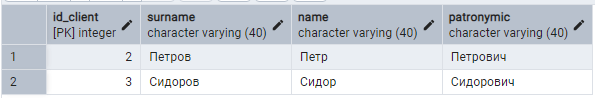 id_client surname name patronymic
[PK] integer character varying (40) character varying (40) character varying (40)
1 2 Петров Петр Петрович
2 3 Сидоров Сидор Сидорович